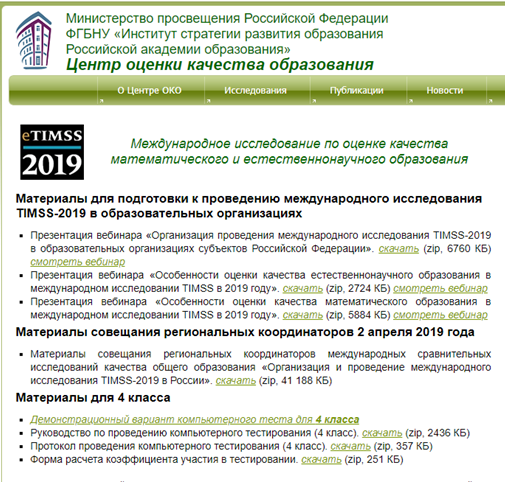 Министерство просвещения Российской Федерации
ФГБНУ «Институт стратегии развития образования
Российской академии образования»
Центр оценки качества образования
О Центре ОКО Исследования Публикации Новости
eTIMSS
2019
Международное исследование по оценке качества
математического и естественнонаучного образования
Материалы для подготовки к проведению международного исследования
TIMSS-2019 в образовательных организациях
Презентация вебинара «Организация проведения международного исследования TIMSS-2019
в образовательных организациях субъектов Российской Федерации». скачать (zip, 6760 КБ)
смотреть вебинар
Презентация вебинара «Особенности оценки качества естественнонаучного образования в
международном исследовании TIMSS в 2019 году». скачать (zip, 2724 КБ) смотреть вебинар
Презентация вебинара «Особенности оценки качества математического образования в
международном исследовании TIMSS в 2019 году». скачать (zip, 5884 КБ) смотреть вебинар
Материалы совещания региональных координаторов 2 апреля 2019 года
Материалы совещания региональных координаторов международных сравнительных
исследований качества общего образования «Организация и проведение международного
исследования TIMSS-2019 в России». скачать (zip, 41 188 КБ)
Материалы для 4 класса
Демонстрационный вариант компьютерного теста для 4 класса
Руководство по проведению компьютерного тестирования (4 класс). скачать (zip, 2436 КБ)
Протокол проведения компьютерного тестирования (4 класс). скачать (zip, 357 КБ)
Форма расчета коэффициента участия в тестировании. скачать (zip, 251 КБ)